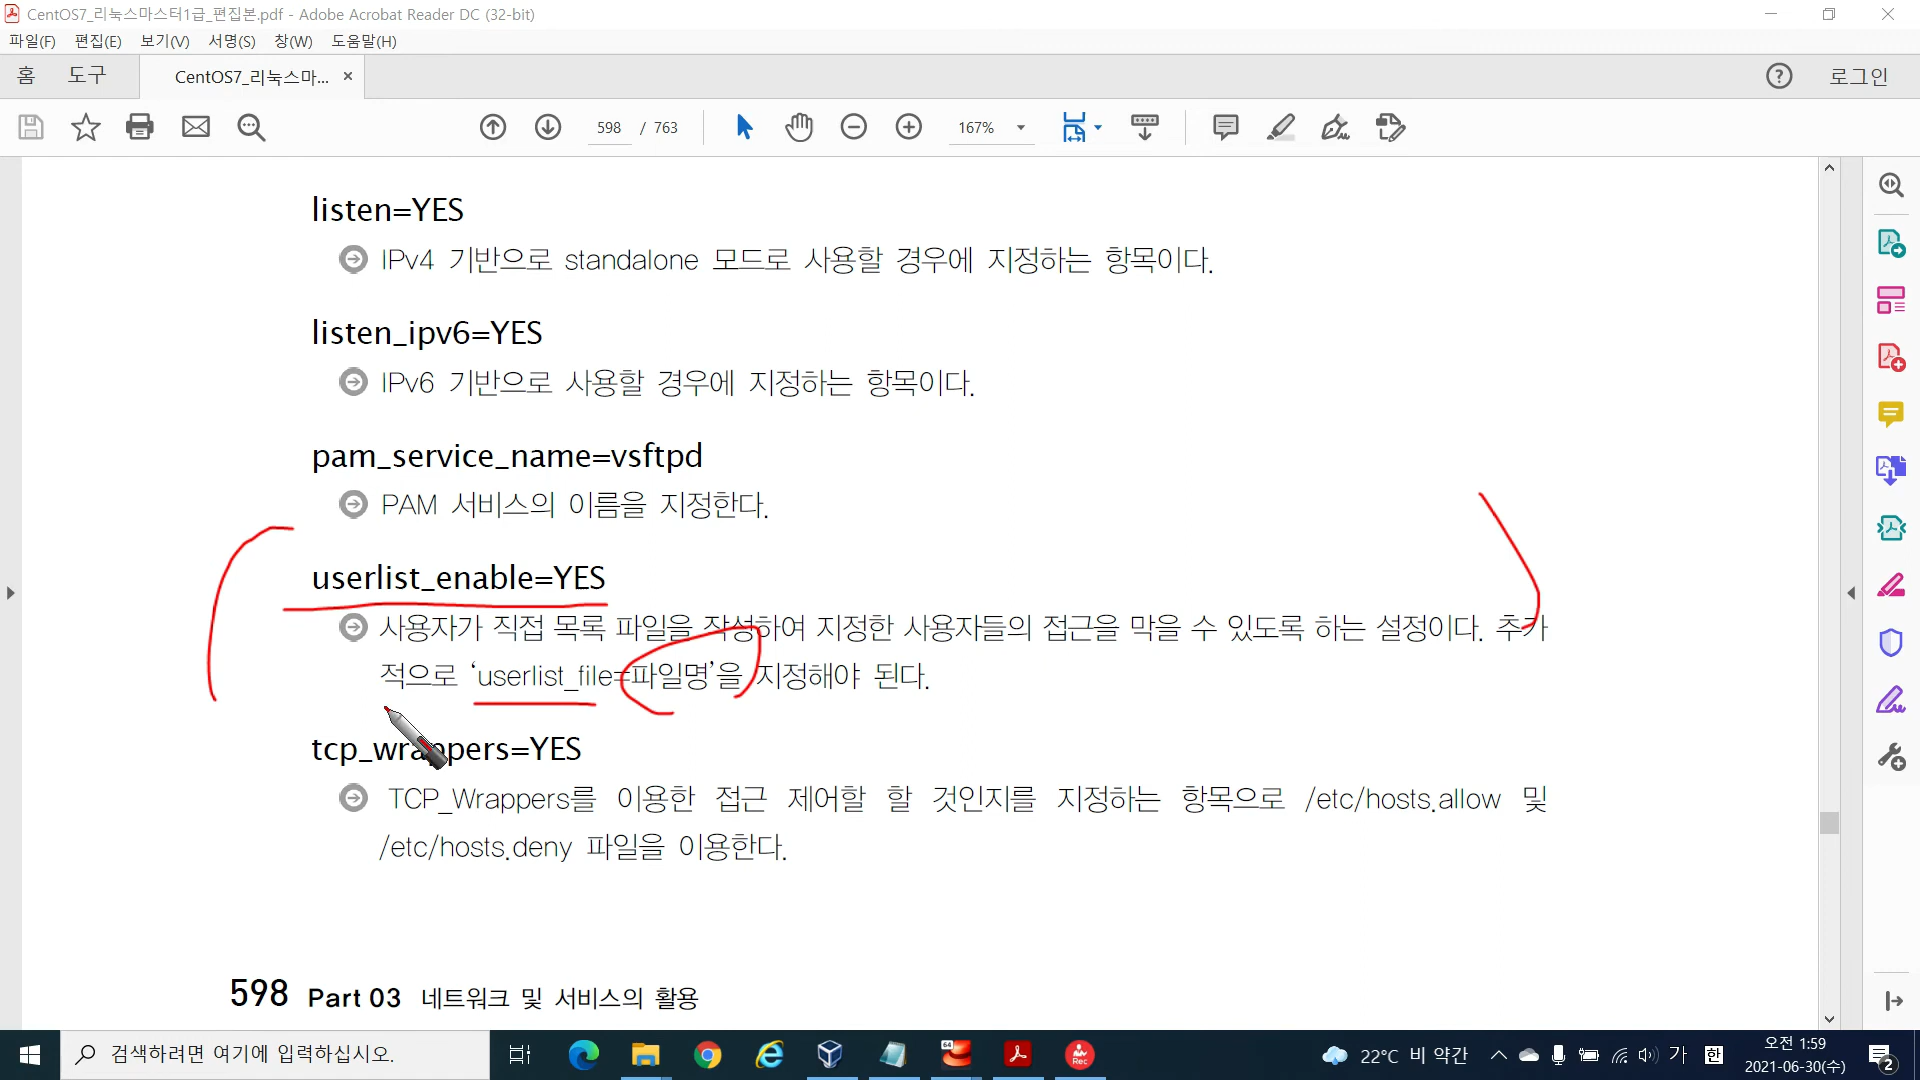 CentOS7_리눅스마스터1급_편집본.pdf - Adobe Acrobat Reader DC (32-bit)
파일(F) 편집(E) 보기(V) 서명(S) 창(W) 도움말(H)
홈 도구 CentOS7_리눅스마... × ? 로그인
598 / 763 167%
listen=YES
IPv4 기반으로 standalone 모드로 사용할 경우에 지정하는 항목이다.
listen_ipv6=YES
IPv6 기반으로 사용할 경우에 지정하는 항목이다.
pam_service_name=vsftpd
PAM 서비스의 이름을 지정한다.
userlist_enable=YES
사용자가 직접 목록 파일을 작성하여 지정한 사용자들의 접근을 막을 수 있도록 하는 설정이다. 추가
적으로 ‘userlist_file=파일명’을 지정해야 된다.
tcp_wrappers=YES
TCP_Wrappers를 이용한 접근 제어할 할 것인지를 지정하는 항목으로 /etc/hosts.allow 및
/etc/hosts.deny 파일을 이용한다.
598 Part 03 네트워크 및 서비스의 활용
검색하려면 여기에 입력하십시오. 64 Rec 22°C 비 약간 가 한 오전 1:59
2021-06-30(수) 2